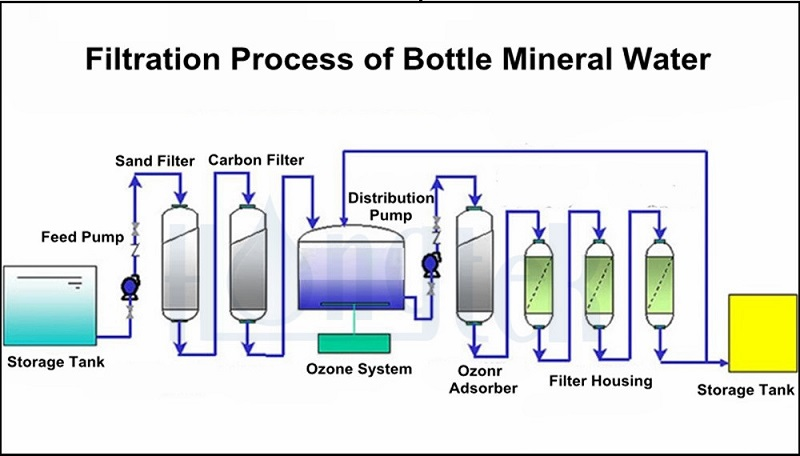 Filtration Process of Bottle Mineral Water
Sand Filter
Carbon Filter
Distribution
Pump
Feed Pump
Storage Tank
Ozone System
Ozonr
Adsorber
Filter Housing
Storage Tank
Hongtek